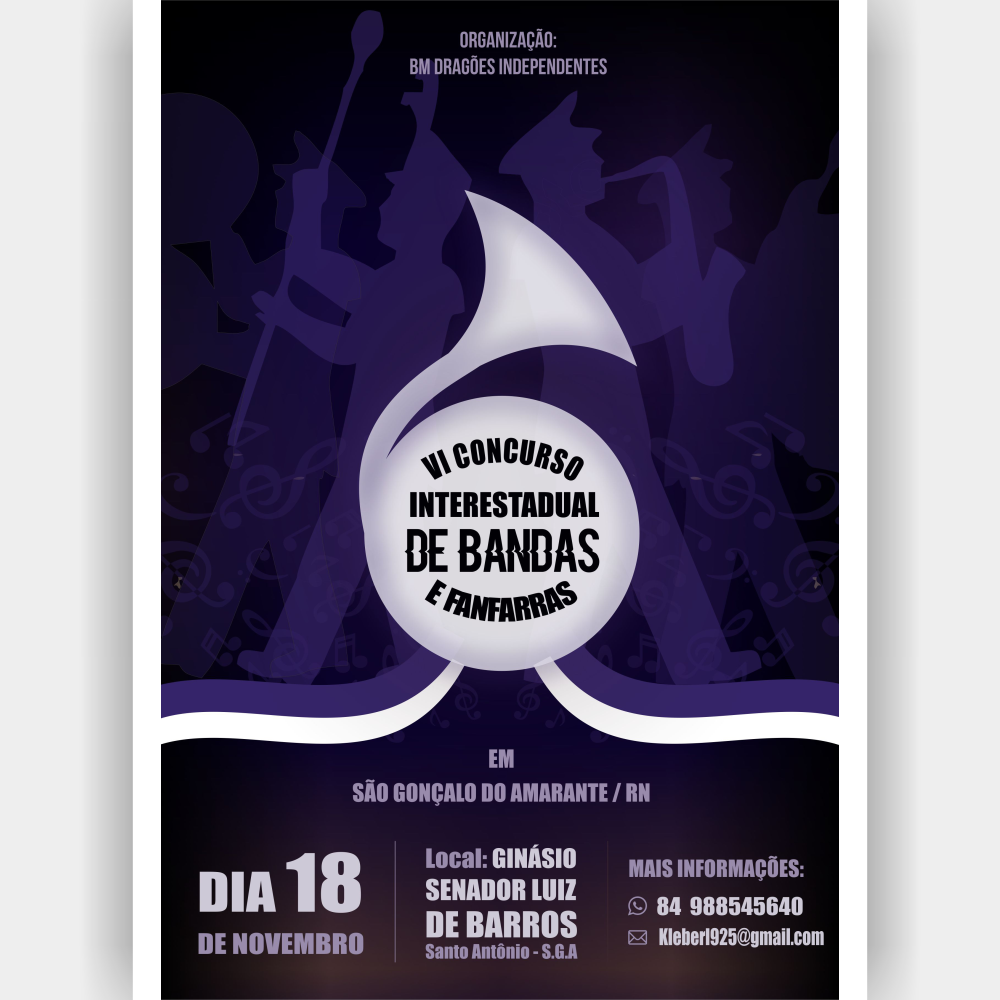 ORGANIZAÇÃO:
BM DRAGÕES INDEPENDENTES
VI CONCURSO
INTERESTADUAL
DE BANDAS
E FANFARRAS
EM
SÃO GONÇALO DO AMARANTE / RN
DIA 18
DE NOVEMBRO
Local: GINÁSIO
SENADOR LUIZ
DE BARROS
Santo Antônio - S.G.A
MAIS INFORMAÇÕES:
84 988545640
Kleberl925@gmail.com